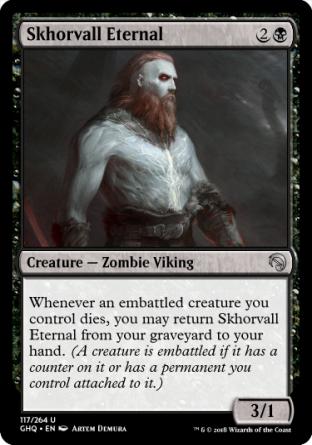 Skhorvall Eternal 2
Creature — Zombie Viking
Whenever an embattled creature you
control dies, you may return Skhorvall
Eternal from your graveyard to your
hand. (A creature is embattled if it has a
counter on it or has a permanent you
control attached to it.)
3/1
117/264 U
GHQ • EN Artem Demura
™ & © 2018 Wizards of the Coast